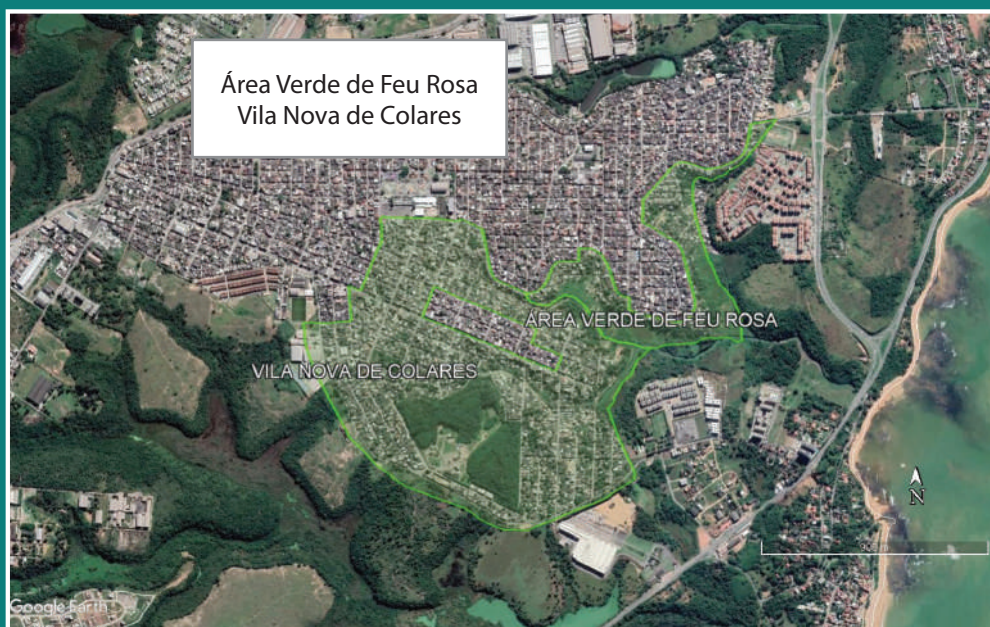 Área Verde de Feu Rosa
Vila Nova de Colares
ÁREA VERDE DE FEU ROSA
VILA NOVA DE COLARES
N
900 m
Google Earth